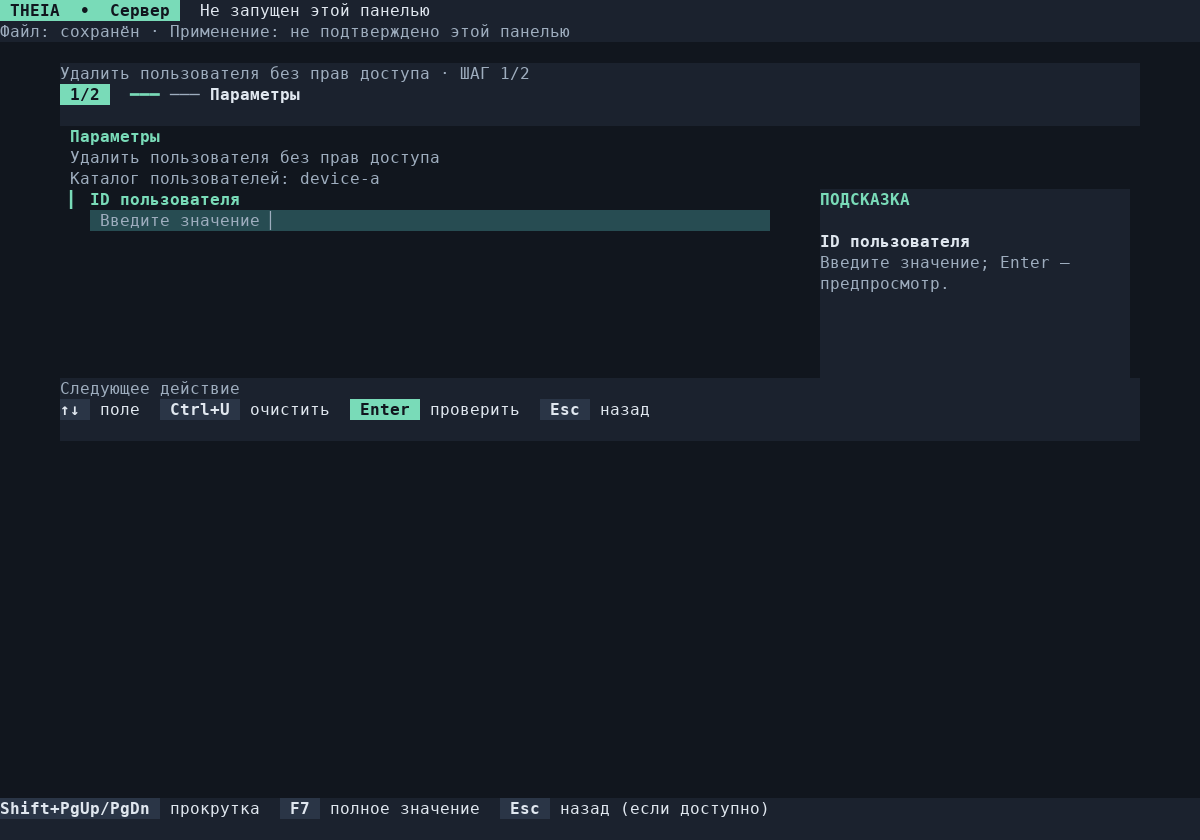 THEIA • Сервер Не запущен этой панелью
Файл: сохранён · Применение: не подтверждено этой панелью
Удалить пользователя без прав доступа · ШАГ 1/2
1/2 ━━━ ─── Параметры
Параметры
Удалить пользователя без прав доступа
Каталог пользователей: device-a
ID пользователя
Введите значение
ПОДСКАЗКА
ID пользователя
Введите значение; Enter —
предпросмотр.
Следующее действие
↑↓ поле Ctrl+U очистить Enter проверить Esc назад
Shift+PgUp/PgDn прокрутка F7 полное значение Esc назад (если доступно)